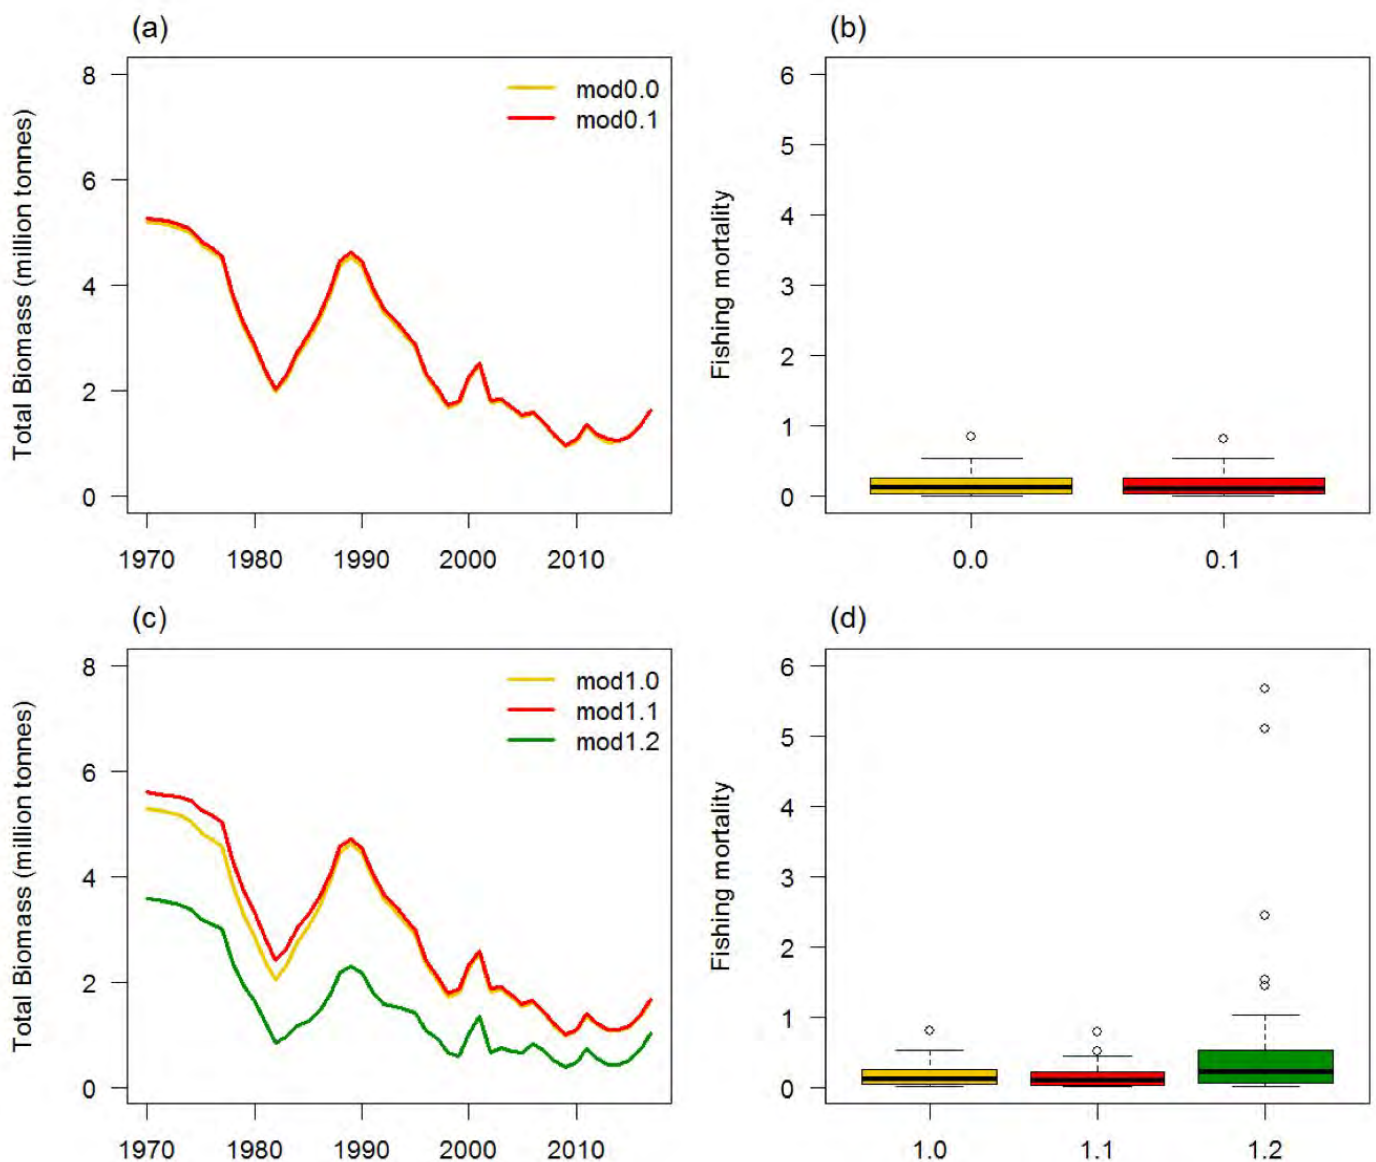 (a)
Total Biomass (million tonnes)
8
6
4
2
0
mod0.0
mod0.1
1970 1980 1990 2000 2010
(b)
Fishing mortality
6
5
4
3
2
1
0
0.0 0.1
(c)
Total Biomass (million tonnes)
8
6
4
2
0
mod1.0
mod1.1
mod1.2
1970 1980 1990 2000 2010
(d)
Fishing mortality
6
5
4
3
2
1
0
1.0 1.1 1.2